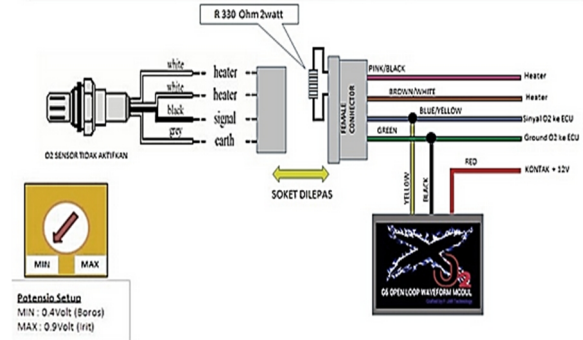 R 330 Ohm 2watt
white
heater
white
heater
black
signal
grey
earth
O2 SENSOR TIDAK AKTIFKAN
FEMALE
CONNECTOR
PINK/BLACK
Heater
BROWN/WHITE
Heater
BLUE/YELLOW
Sinyal O2 ke ECU
GREEN
Ground O2 ke ECU
RED
KONTAK + 12V
SOKET DILEPAS
YELLOW
BLACK
MIN
MAX
X O2
G6 OPEN LOOP WAVEFORM MODUL
Potensio Setup
MIN : 0.4Volt (Boros)
MAX : 0.9Volt (Irit)